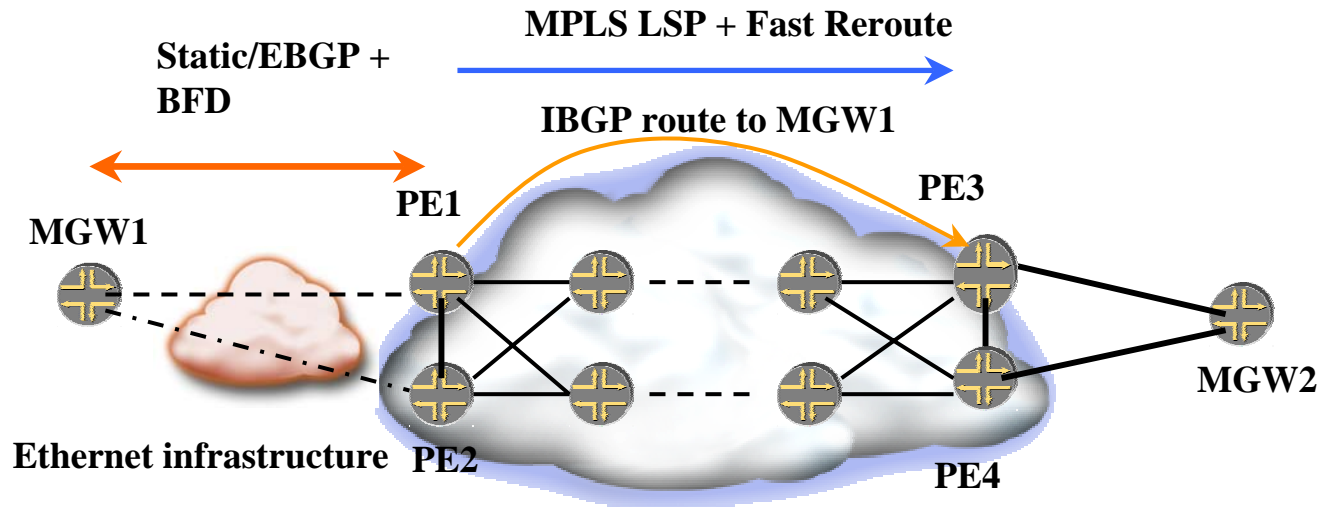 MPLS LSP + Fast Reroute
Static/EBGP +
BFD
IBGP route to MGW1
PE1
PE3
MGW1
MGW2
Ethernet infrastructure
PE2
PE4